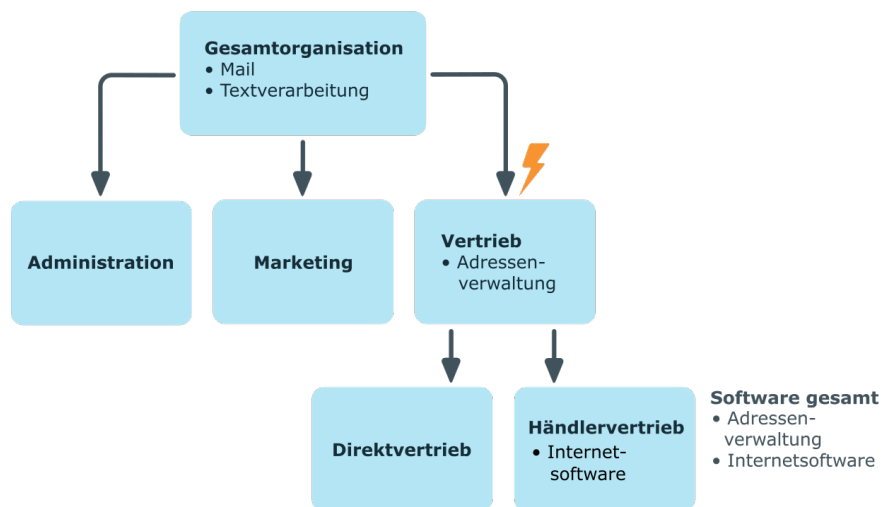 Gesamtorganisation
• Mail
• Textverarbeitung
Administration
Marketing
Vertrieb
• Adressen-
verwaltung
Direktvertrieb
Händlervertrieb
• Internet-
software
Software gesamt
• Adressen-
verwaltung
• Internetsoftware